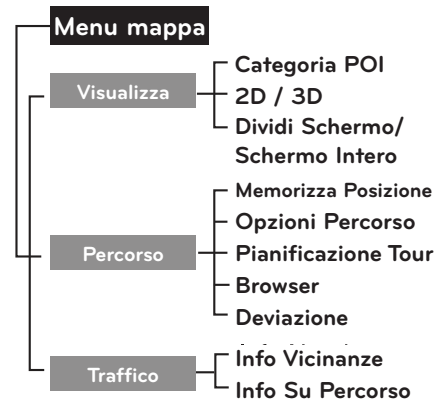 Menu mappa
Visualizza
Categoria POI
2D / 3D
Dividi Schermo/
Schermo Intero
Percorso
Memorizza Posizione
Opzioni Percorso
Pianificazione Tour
Browser
Deviazione
Traffico
Info Vicinanze
Info Su Percorso